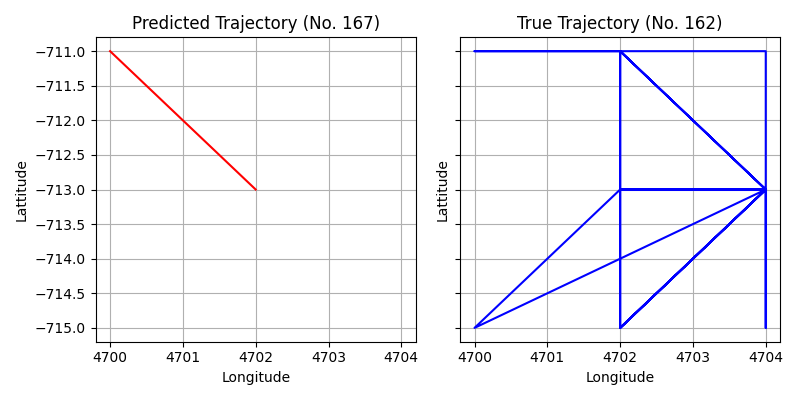 Predicted Trajectory (No. 167)
True Trajectory (No. 162)
−711.0
−711.5
−712.0
−712.5
−713.0
−713.5
−714.0
−714.5
−715.0
Lattitude
Lattitude
4700 4701 4702 4703 4704
4700 4701 4702 4703 4704
Longitude
Longitude